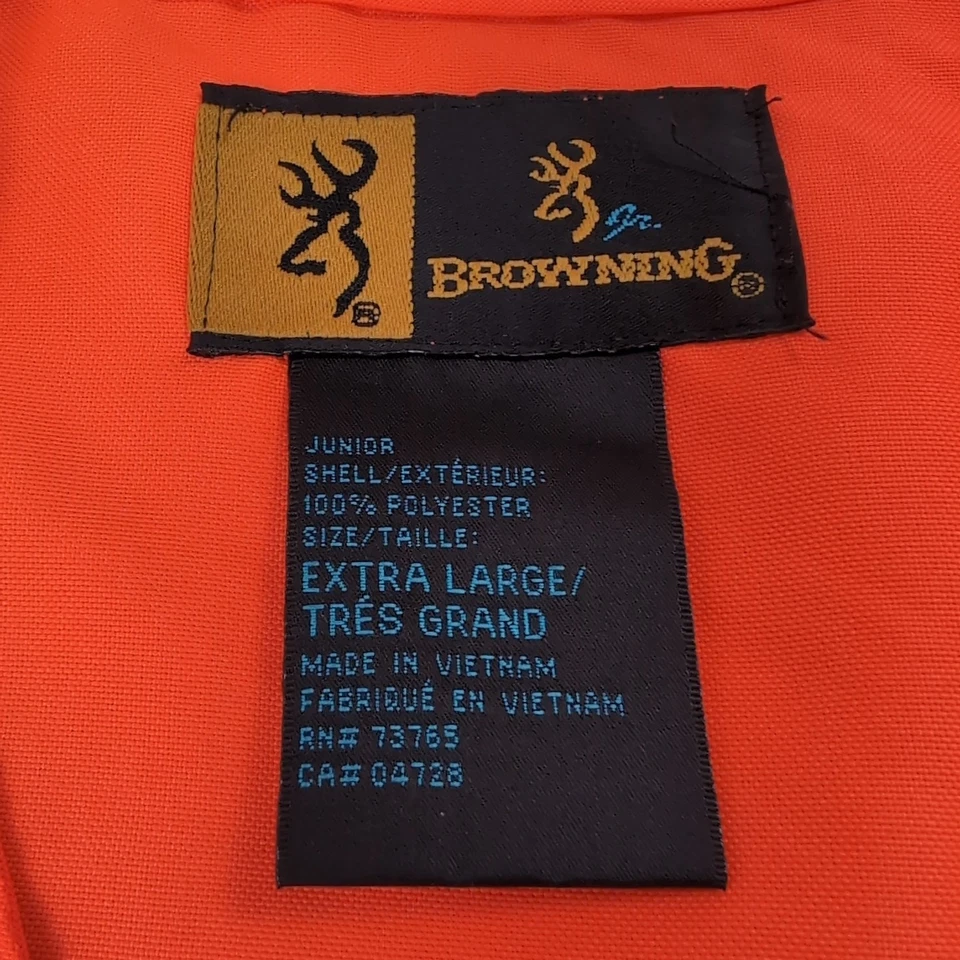 Jr.
BROWNING
JUNIOR
SHELL/EXTÉRIEUR:
100% POLYESTER
SIZE/TAILLE:
EXTRA LARGE/
TRÉS GRAND
MADE IN VIETNAM
FABRIQUÉ EN VIETNAM
RN# 73765
CA# 04728